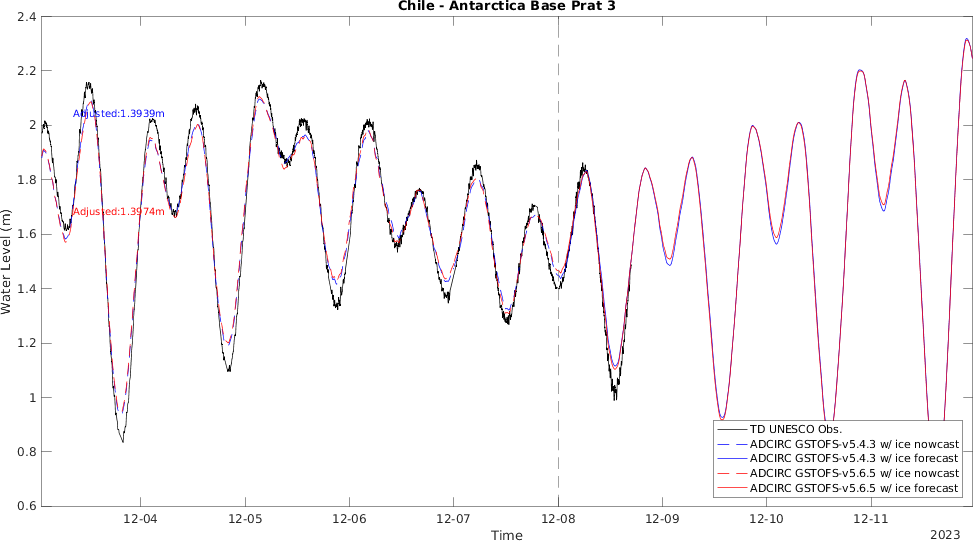 Chile - Antarctica Base Prat 3
2.4
2.2
2
1.8
1.6
1.4
1.2
1
0.8
0.6
Water Level (m)
Adjusted:1.3939m
Adjusted:1.3974m
TD UNESCO Obs.
ADCIRC GSTOFS-v5.4.3 w/ ice nowcast
ADCIRC GSTOFS-v5.4.3 w/ ice forecast
ADCIRC GSTOFS-v5.6.5 w/ ice nowcast
ADCIRC GSTOFS-v5.6.5 w/ ice forecast
12-04 12-05 12-06 12-07 12-08 12-09 12-10 12-11
2023
Time